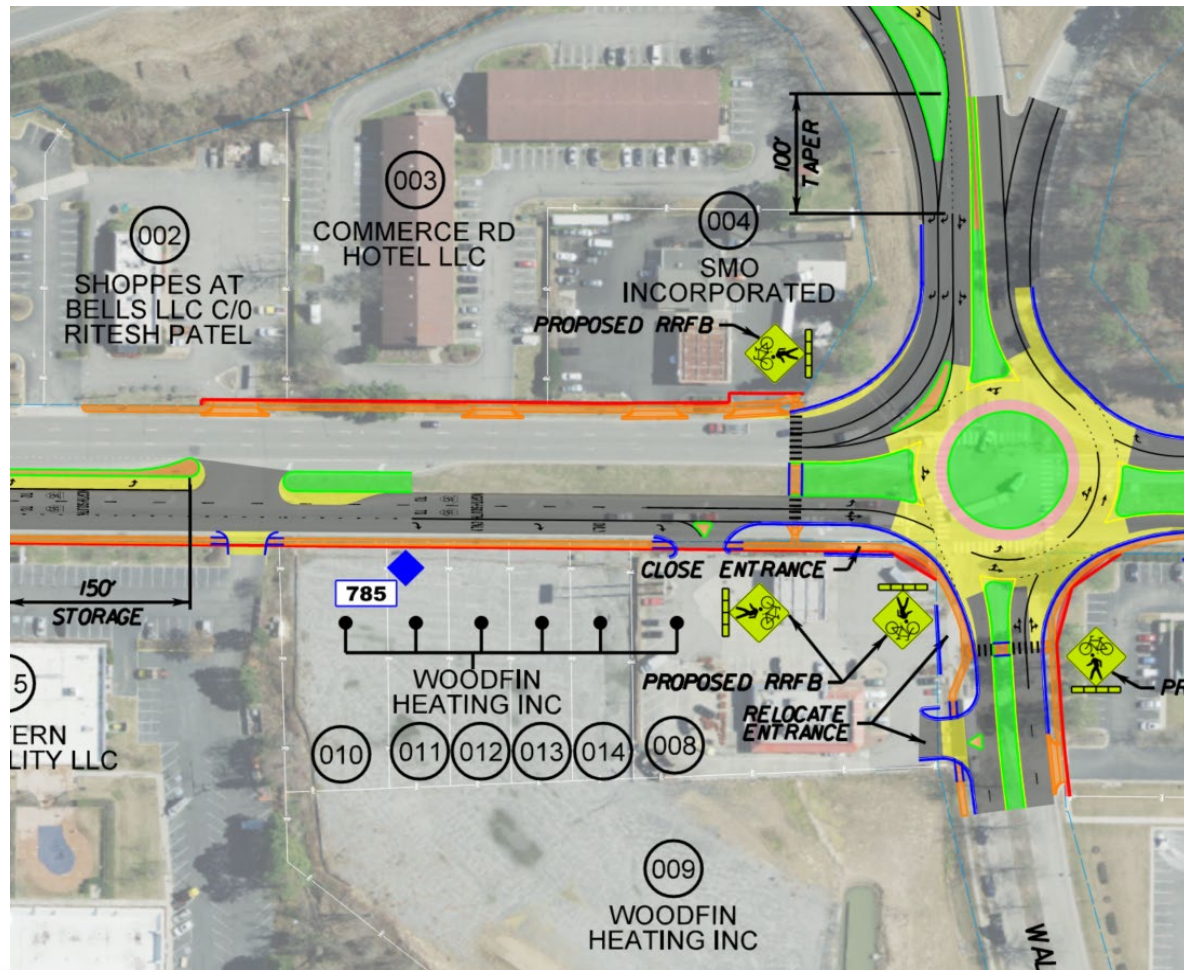 002
SHOPPES AT
BELLS LLC C/0
RITESH PATEL
003
COMMERCE RD
HOTEL LLC
004
SMO
INCORPORATED
100'
TAPER
PROPOSED RRFB
150'
STORAGE
785
CLOSE ENTRANCE
WOODFIN
HEATING INC
010
011
012
013
014
008
PROPOSED RRFB
RELOCATE
ENTRANCE
PR
5
TERN
LITY LLC
009
WOODFIN
HEATING INC
WAL